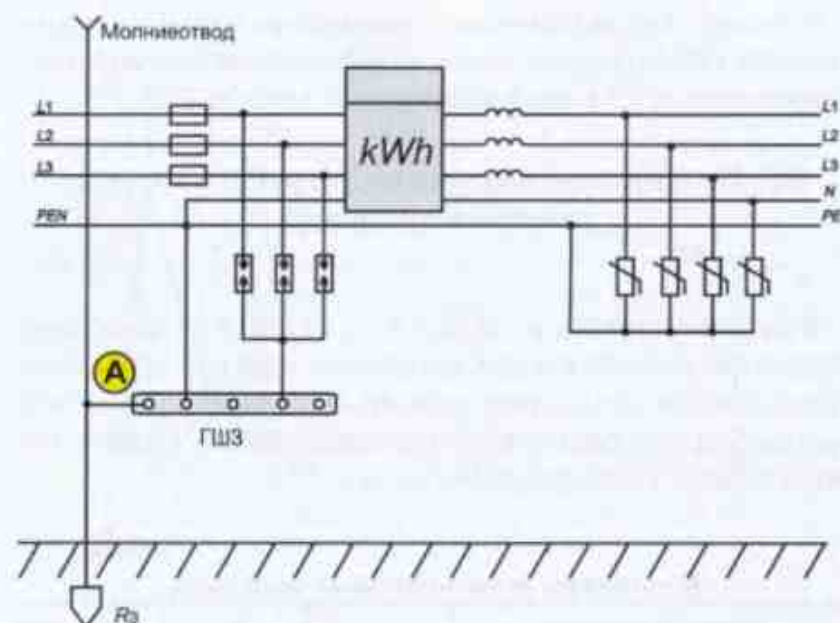 Молниеотвод
L1
L2
L3
PEN
kWh
L1
L2
L3
N
PE
A
ГШЗ
Rз